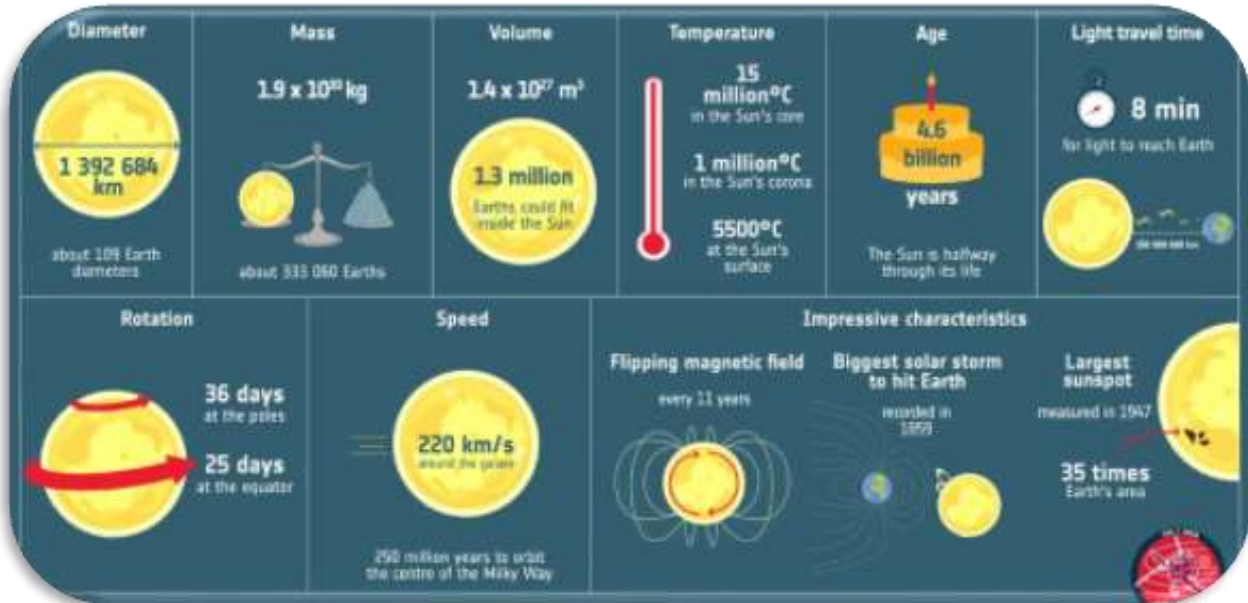 Diameter
1 392 684
km
about 109 Earth
diameters
Mass
1.9 x 10³⁰ kg
about 333 060 Earths
Volume
1.4 x 10²⁷ m³
1.3 million
Earths could fit
inside the Sun
Temperature
15
million°C
in the Sun's core
1 million°C
in the Sun's corona
5500°C
at the Sun's
surface
Age
4.6
billion
years
The Sun is halfway
through its life
Light travel time
8 min
for light to reach Earth
Rotation
36 days
at the poles
25 days
at the equator
Speed
220 km/s
around the galaxy
250 million years to orbit
the centre of the Milky Way
Impressive characteristics
Flipping magnetic field
every 11 years
Biggest solar storm
to hit Earth
recorded in
1859
Largest
sunspot
measured in 1947
35 times
Earth's area